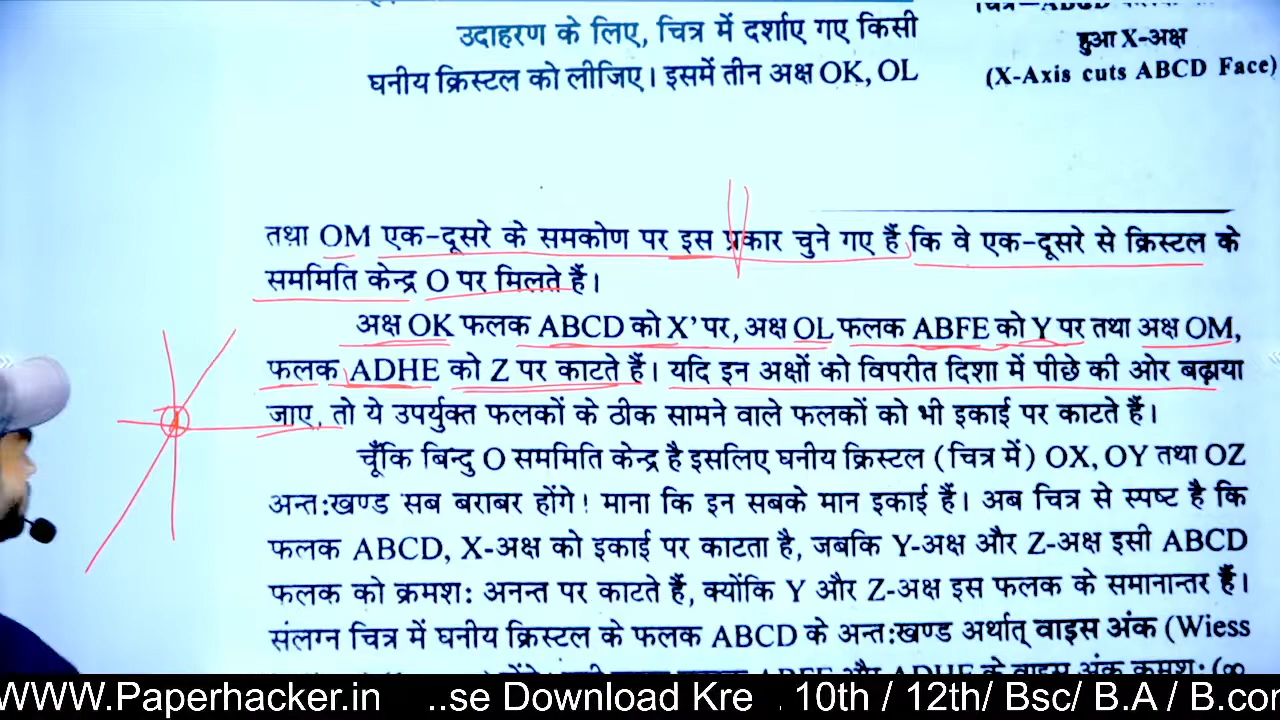 उदाहरण के लिए, चित्र में दर्शाए गए किसी
घनीय क्रिस्टल को लीजिए। इसमें तीन अक्ष OK, OL
हुआ X-अक्ष
(X-Axis cuts ABCD Face)
तथा OM एक-दूसरे के समकोण पर इस प्रकार चुने गए हैं कि वे एक-दूसरे से क्रिस्टल के
सममिति केन्द्र O पर मिलते हैं।
अक्ष OK फलक ABCD को X’ पर, अक्ष OL फलक ABFE को Y पर तथा अक्ष OM,
फलक ADHE को Z पर काटते हैं। यदि इन अक्षों को विपरीत दिशा में पीछे की ओर बढ़ाया
जाए, तो ये उपर्युक्त फलकों के ठीक सामने वाले फलकों को भी इकाई पर काटते हैं।
चूँकि बिन्दु O सममिति केन्द्र है इसलिए घनीय क्रिस्टल (चित्र में) OX, OY तथा OZ
अन्त:खण्ड सब बराबर होंगे। माना कि इन सबके मान इकाई हैं। अब चित्र से स्पष्ट है कि
फलक ABCD, X-अक्ष को इकाई पर काटता है, जबकि Y-अक्ष और Z-अक्ष इसी ABCD
फलक को क्रमश: अनन्त पर काटते हैं, क्योंकि Y और Z-अक्ष इस फलक के समानान्तर हैं।
संलग्न चित्र में घनीय क्रिस्टल के फलक ABCD के अन्त:खण्ड अर्थात् वाइस अंक (Wiess
ABFE और ADHE के वाइस अंक क्रमश: (∞
WWW.Paperhacker.in ..se Download Kre . 10th / 12th/ Bsc/ B.A / B.con